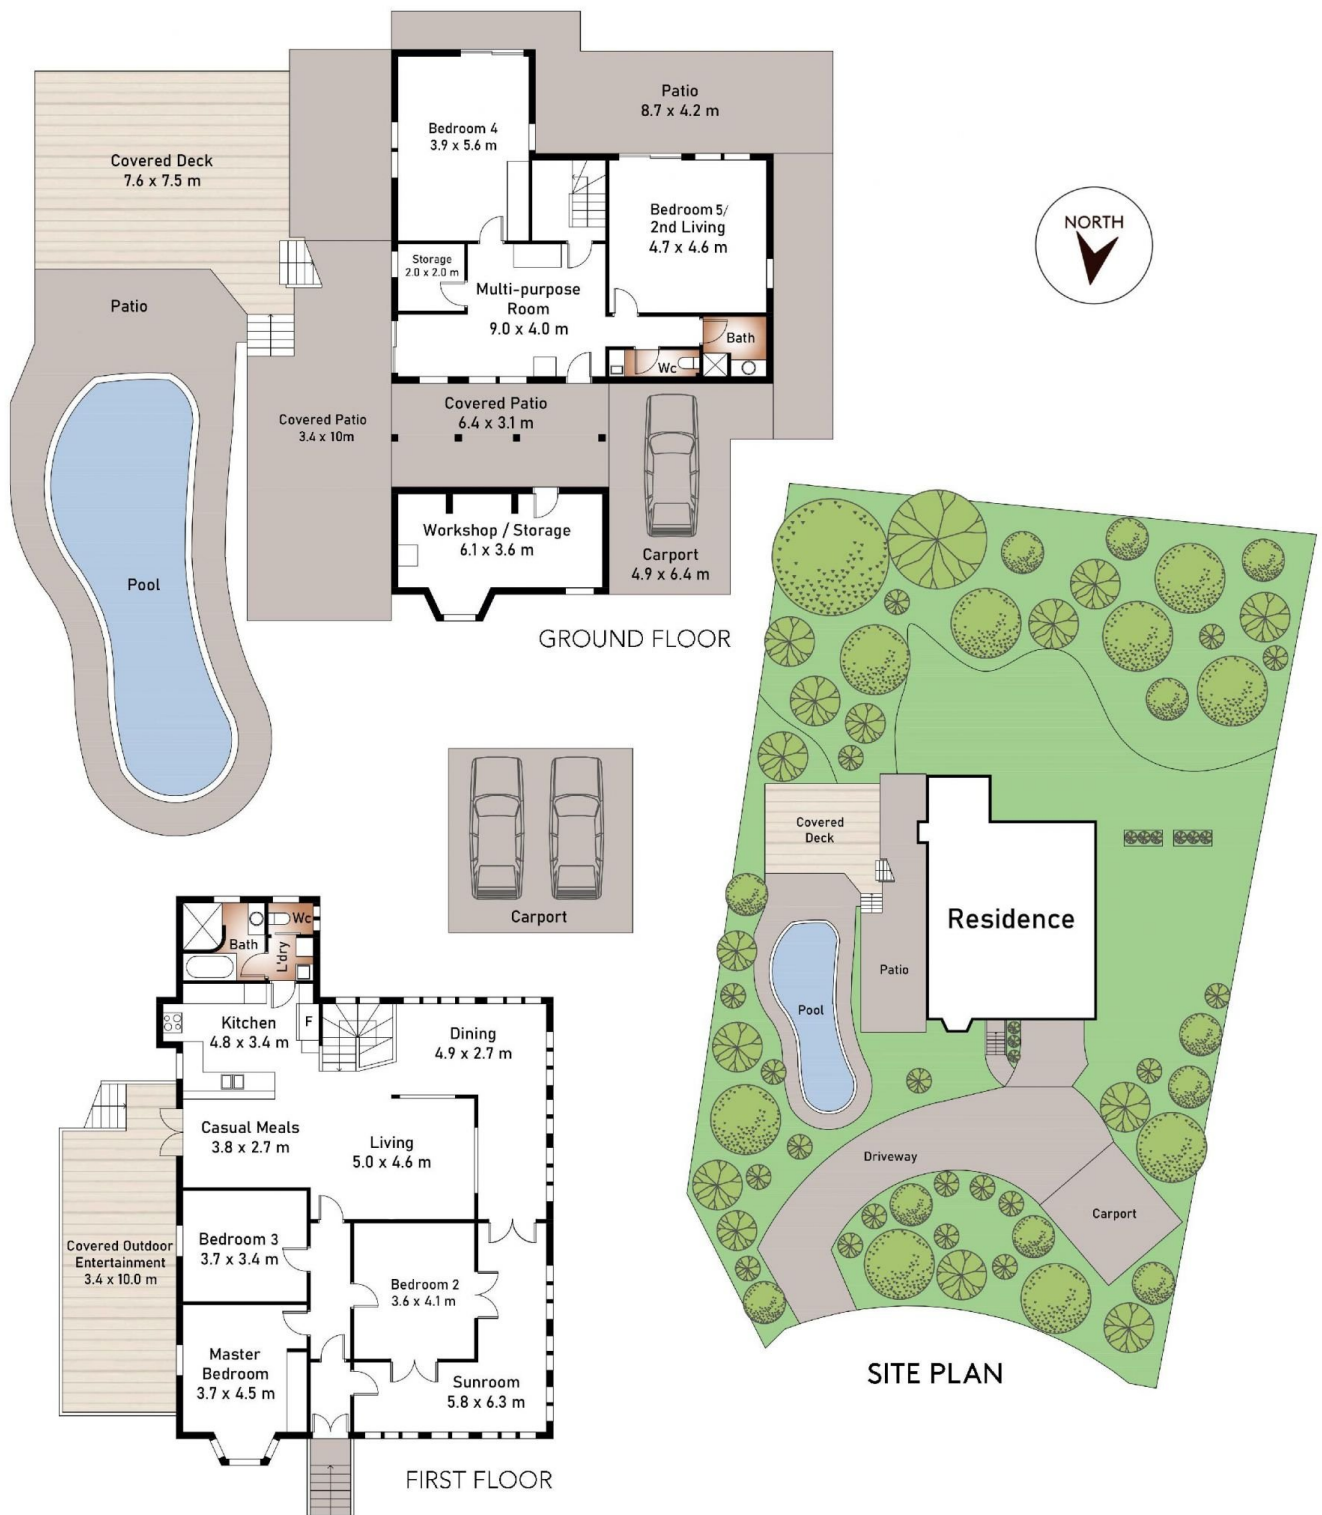 Patio
8.7 x 4.2 m
Bedroom 4
3.9 x 5.6 m
Covered Deck
7.6 x 7.5 m
Bedroom 5/
2nd Living
4.7 x 4.6 m
NORTH
Storage
2.0 x 2.0 m
Multi-purpose
Room
9.0 x 4.0 m
Patio
Bath
Wc
Covered Patio
6.4 x 3.1 m
Covered Patio
3.4 x 10m
Workshop / Storage
6.1 x 3.6 m
Carport
4.9 x 6.4 m
Pool
GROUND FLOOR
Carport
Wc
Bath
L'dry
Kitchen
4.8 x 3.4 m
F
Dining
4.9 x 2.7 m
Casual Meals
3.8 x 2.7 m
Living
5.0 x 4.6 m
Bedroom 3
3.7 x 3.4 m
Covered Outdoor
Entertainment
3.4 x 10.0 m
Bedroom 2
3.6 x 4.1 m
Master
Bedroom
3.7 x 4.5 m
Sunroom
5.8 x 6.3 m
FIRST FLOOR
Covered
Deck
Residence
Patio
Pool
Driveway
Carport
SITE PLAN